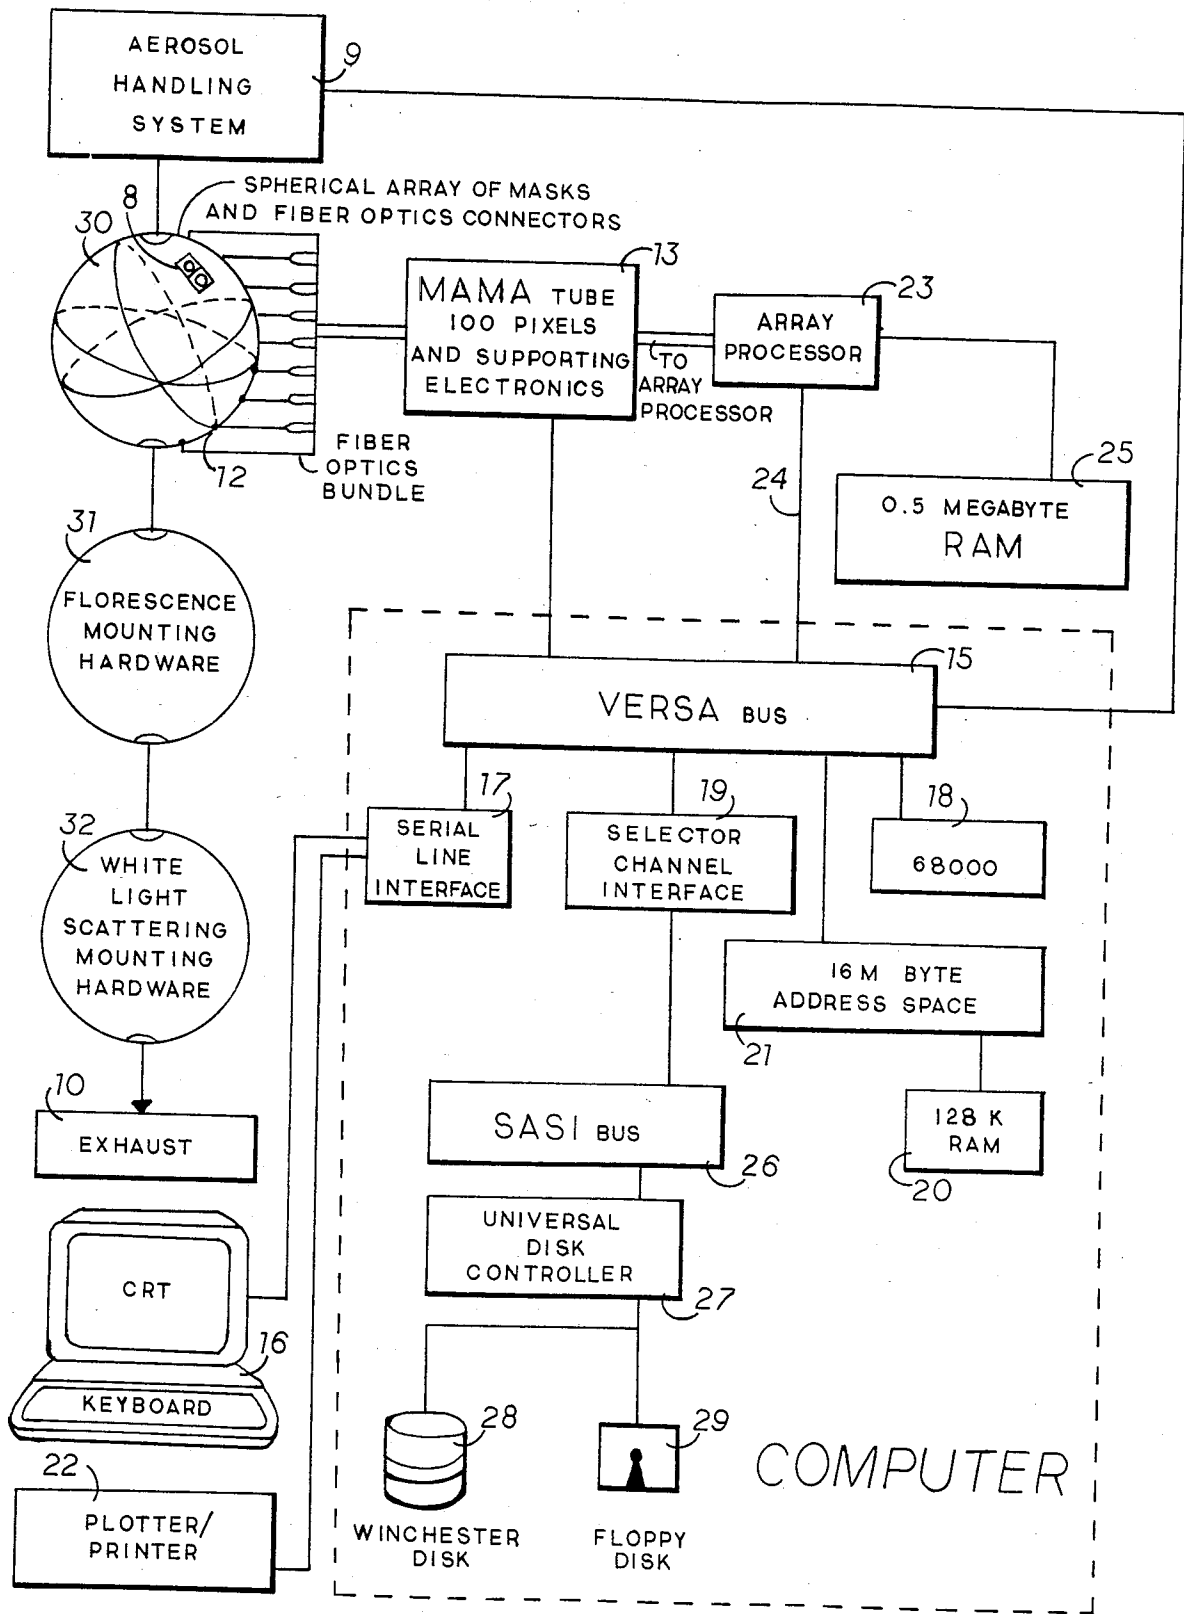 AEROSOL
HANDLING
SYSTEM
9
SPHERICAL ARRAY OF MASKS
AND FIBER OPTICS CONNECTORS
8
30
12
FIBER
OPTICS
BUNDLE
MAMA TUBE
100 PIXELS
AND SUPPORTING
ELECTRONICS
13
TO
ARRAY
PROCESSOR
ARRAY
PROCESSOR
23
24
0.5 MEGABYTE
RAM
25
31
FLORESCENCE
MOUNTING
HARDWARE
VERSA BUS
15
32
WHITE
LIGHT
SCATTERING
MOUNTING
HARDWARE
SERIAL
LINE
INTERFACE
17
SELECTOR
CHANNEL
INTERFACE
19
18
68000
16M BYTE
ADDRESS SPACE
21
128 K
RAM
20
10
EXHAUST
SASI BUS
26
UNIVERSAL
DISK
CONTROLLER
27
CRT
16
KEYBOARD
28
WINCHESTER
DISK
29
FLOPPY
DISK
COMPUTER
22
PLOTTER/
PRINTER